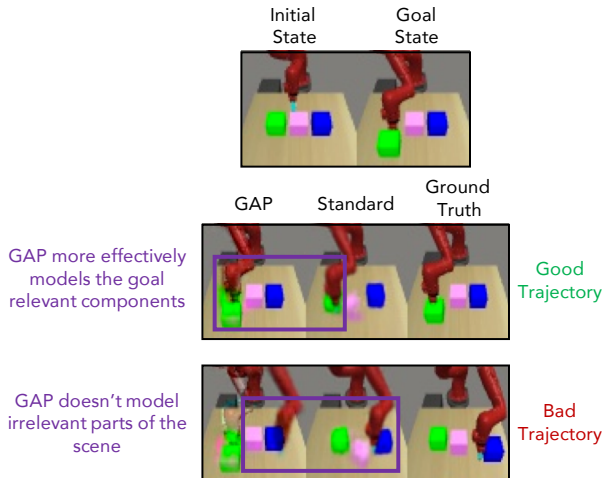 Initial
State
Goal
State
GAP
Standard
Ground
Truth
GAP more effectively
models the goal
relevant components
Good
Trajectory
GAP doesn't model
irrelevant parts of the
scene
Bad
Trajectory